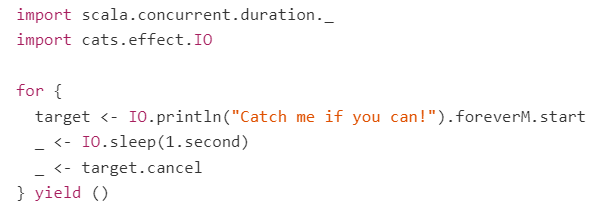 import scala.concurrent.duration._
import cats.effect.IO

for {
  target <- IO.println("Catch me if you can!").foreverM.start
  _ <- IO.sleep(1.second)
  _ <- target.cancel
} yield ()